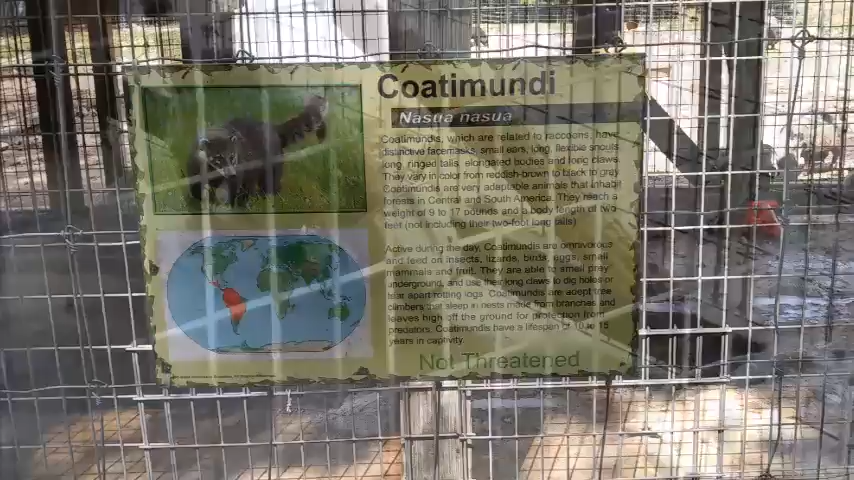 Coatimundi
Nasua nasua
Coatimundis, which are related to raccoons, have
distinctive facemasks, small ears, long, flexible snouts
long, ringed tails, elongated bodies and long claws.
They vary in color from reddish-brown to black to gray
Coatimundis are very adaptable animals that inhabit
forests in Central and South America. They reach a
weight of 9 to 17 pounds and a body length of two
feet (not including their two-foot long tails)
Active during the day, Coatimundis are omnivorous
and feed on insects, lizards, birds, eggs, small
mammals and fruit. They are able to smell prey
underground, and use their long claws to dig holes or
tear apart rotting logs. Coatimundis are adept tree
climbers that sleep in nests made from branches and
leaves high off the ground for protection from
predators. Coatimundis have a lifespan of 10 to 15
years in captivity.
Not Threatened